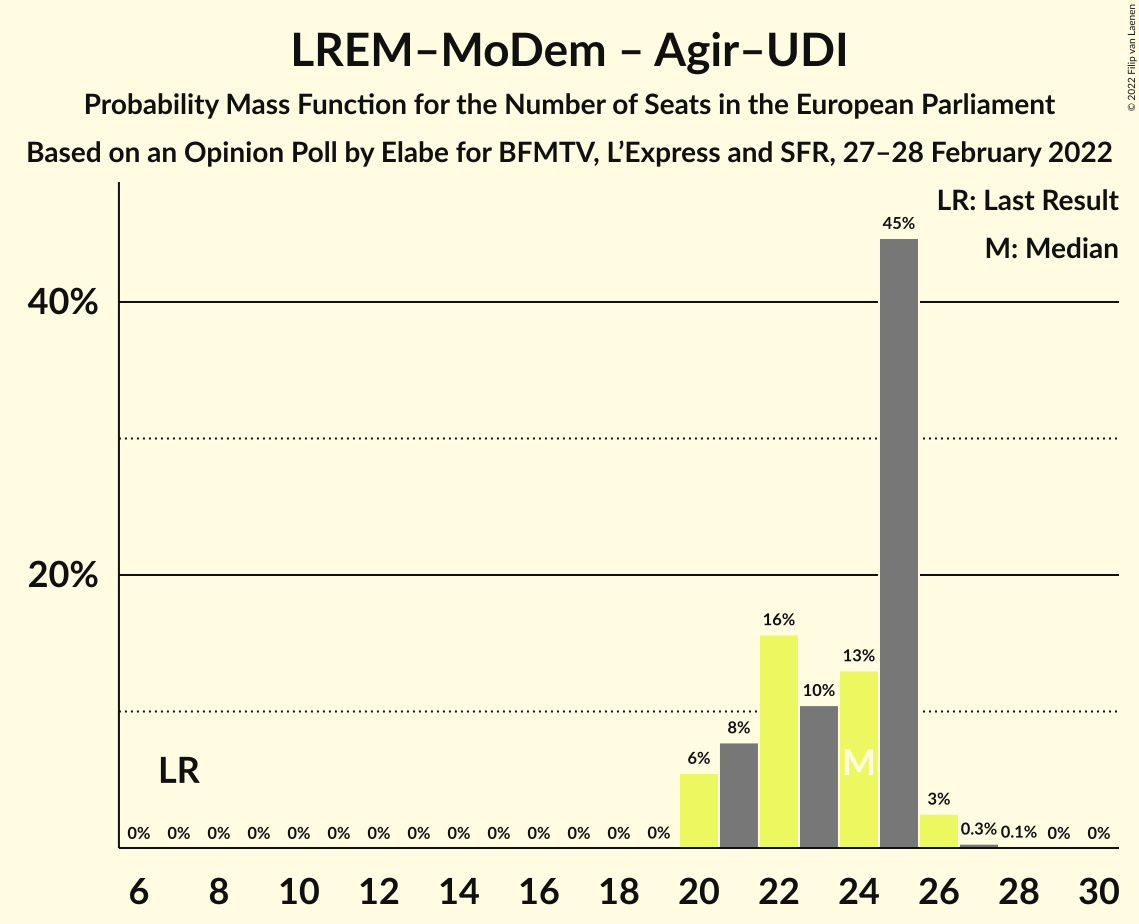 LREM–MoDem – Agir–UDI
Probability Mass Function for the Number of Seats in the European Parliament
Based on an Opinion Poll by Elabe for BFMTV, L’Express and SFR, 27–28 February 2022
© 2022 Filip van Laenen
LR: Last Result
M: Median
45%
40%
20%
16%
13%
10%
8%
6%
3%
LR
M
0% 0% 0% 0% 0% 0% 0% 0% 0% 0% 0% 0% 0% 0% 0.3% 0.1% 0% 0%
6 8 10 12 14 16 18 20 22 24 26 28 30